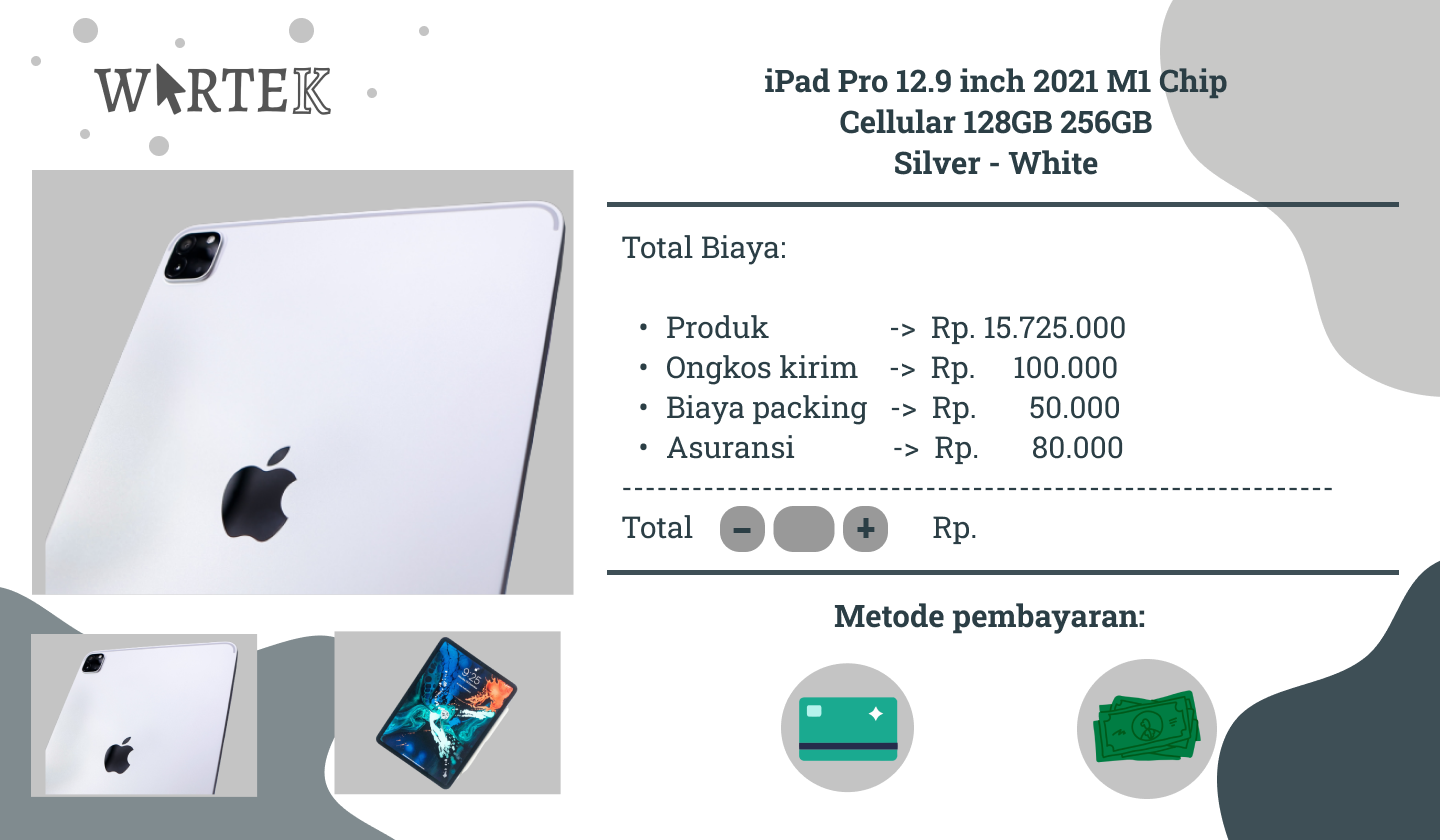 WARTEK
iPad Pro 12.9 inch 2021 M1 Chip
Cellular 128GB 256GB
Silver - White
Total Biaya:
• Produk -> Rp. 15.725.000
• Ongkos kirim -> Rp. 100.000
• Biaya packing -> Rp. 50.000
• Asuransi -> Rp. 80.000
------------------------------------------------------------
Total - + Rp.
Metode pembayaran:
9:25